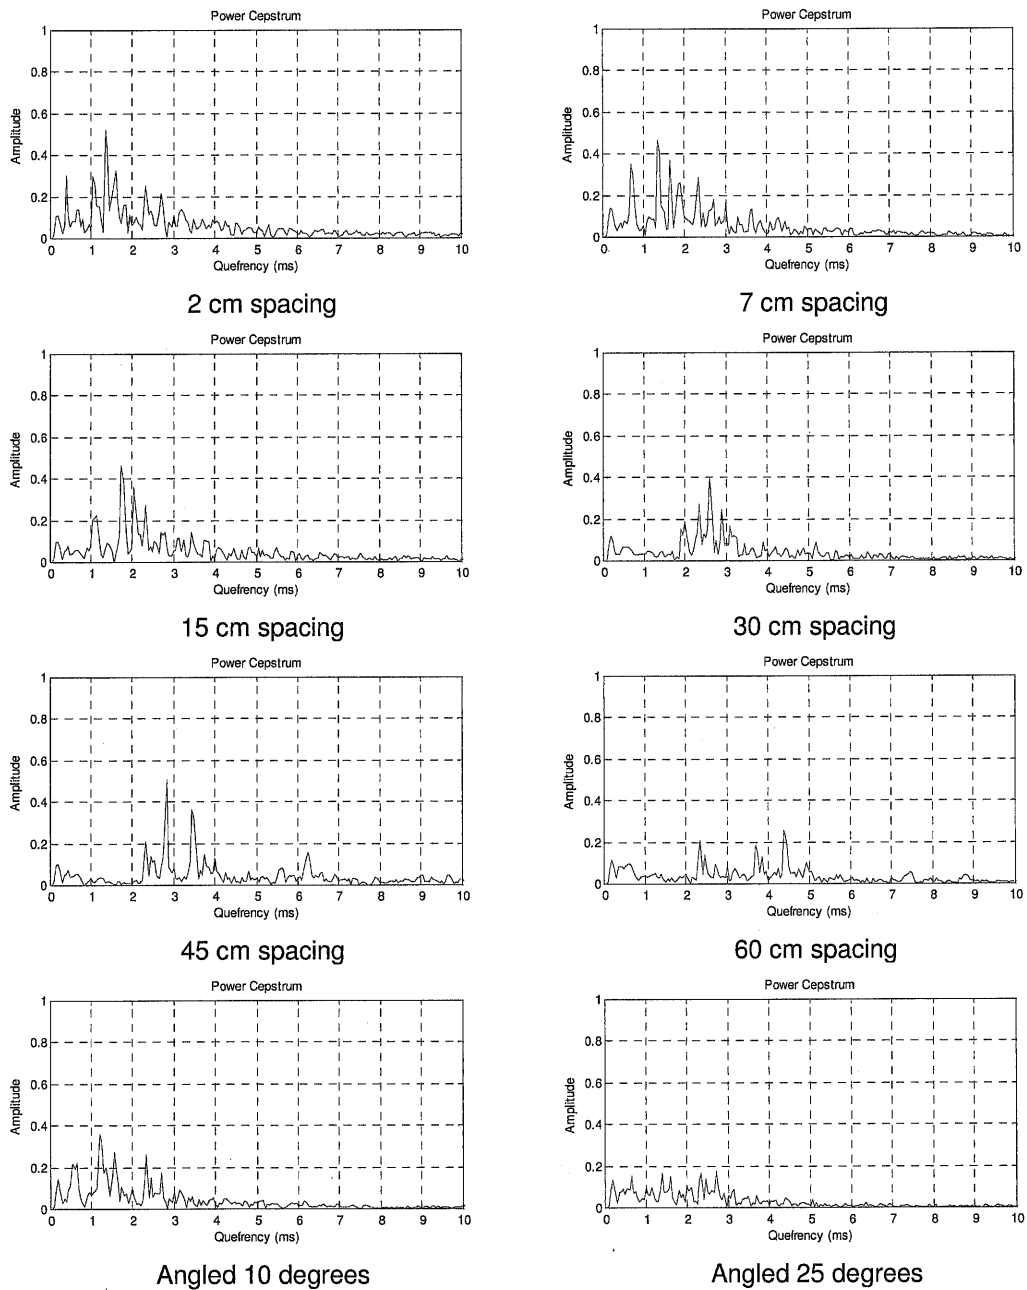 Power Cepstrum
1
0.8
0.6
0.4
0.2
0
Amplitude
0 1 2 3 4 5 6 7 8 9 10
Quefrency (ms)
2 cm spacing
Power Cepstrum
1
0.8
0.6
0.4
0.2
0
Amplitude
0 1 2 3 4 5 6 7 8 9 10
Quefrency (ms)
7 cm spacing
Power Cepstrum
1
0.8
0.6
0.4
0.2
0
Amplitude
0 1 2 3 4 5 6 7 8 9 10
Quefrency (ms)
15 cm spacing
Power Cepstrum
1
0.8
0.6
0.4
0.2
0
Amplitude
0 1 2 3 4 5 6 7 8 9 10
Quefrency (ms)
30 cm spacing
Power Cepstrum
1
0.8
0.6
0.4
0.2
0
Amplitude
0 1 2 3 4 5 6 7 8 9 10
Quefrency (ms)
45 cm spacing
Power Cepstrum
1
0.8
0.6
0.4
0.2
0
Amplitude
0 1 2 3 4 5 6 7 8 9 10
Quefrency (ms)
60 cm spacing
Power Cepstrum
1
0.8
0.6
0.4
0.2
0
Amplitude
0 1 2 3 4 5 6 7 8 9 10
Quefrency (ms)
Angled 10 degrees
Power Cepstrum
1
0.8
0.6
0.4
0.2
0
Amplitude
0 1 2 3 4 5 6 7 8 9 10
Quefrency (ms)
Angled 25 degrees